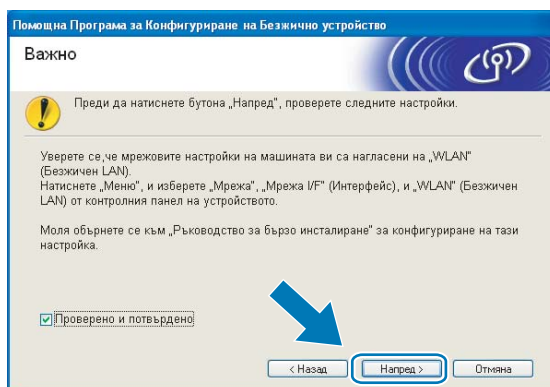 Помощна Програма за Конфигуриране на Безжично устройство
Важно
Преди да натиснете бутона „Напред", проверете следните настройки.
Уверете се,че мрежовите настройки на машината ви са нагласени на „WLAN"
(Безжичен LAN).
Натиснете „Меню", и изберете „Мрежа", „Мрежа I/F" (Интерфейс), и „WLAN" (Безжичен
LAN) от контролния панел на устройството.
Моля обърнете се към „Ръководство за бързо инсталиране" за конфигуриране на тази
настройка.
Проверено и потвърдено
< Назад Напред > Отмяна